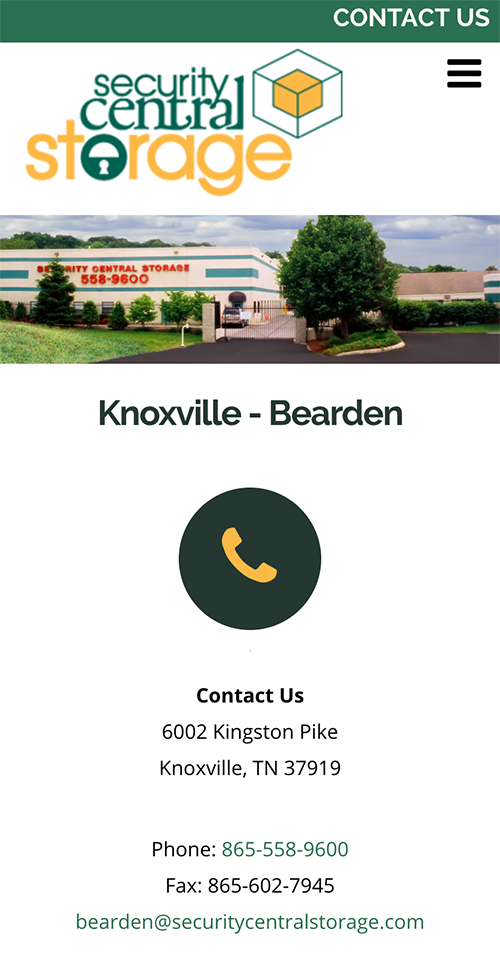 CONTACT US
security
central
storage
SECURITY CENTRAL STORAGE
558-9600
Knoxville - Bearden
Contact Us
6002 Kingston Pike
Knoxville, TN 37919
Phone: 865-558-9600
Fax: 865-602-7945
bearden@securitycentralstorage.com